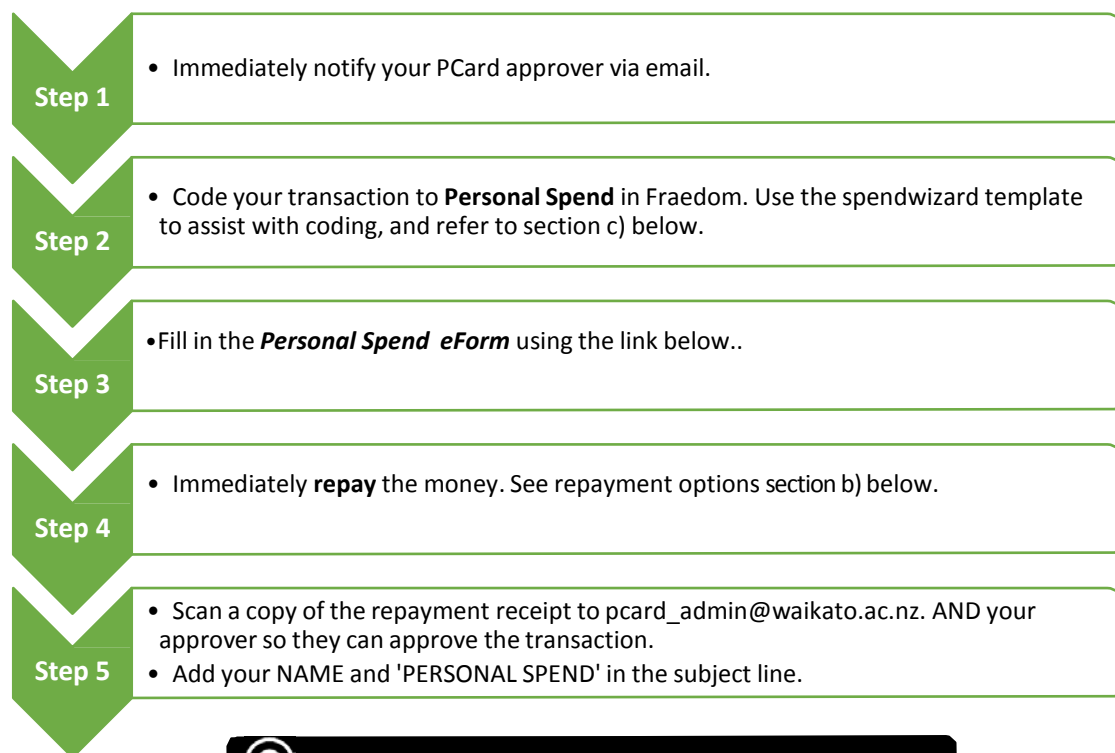 Step 1
• Immediately notify your PCard approver via email.
Step 2
• Code your transaction to Personal Spend in Fraedom. Use the spendwizard template
to assist with coding, and refer to section c) below.
Step 3
•Fill in the Personal Spend eForm using the link below..
Step 4
• Immediately repay the money. See repayment options section b) below.
Step 5
• Scan a copy of the repayment receipt to pcard_admin@waikato.ac.nz. AND your
approver so they can approve the transaction.
• Add your NAME and 'PERSONAL SPEND' in the subject line.